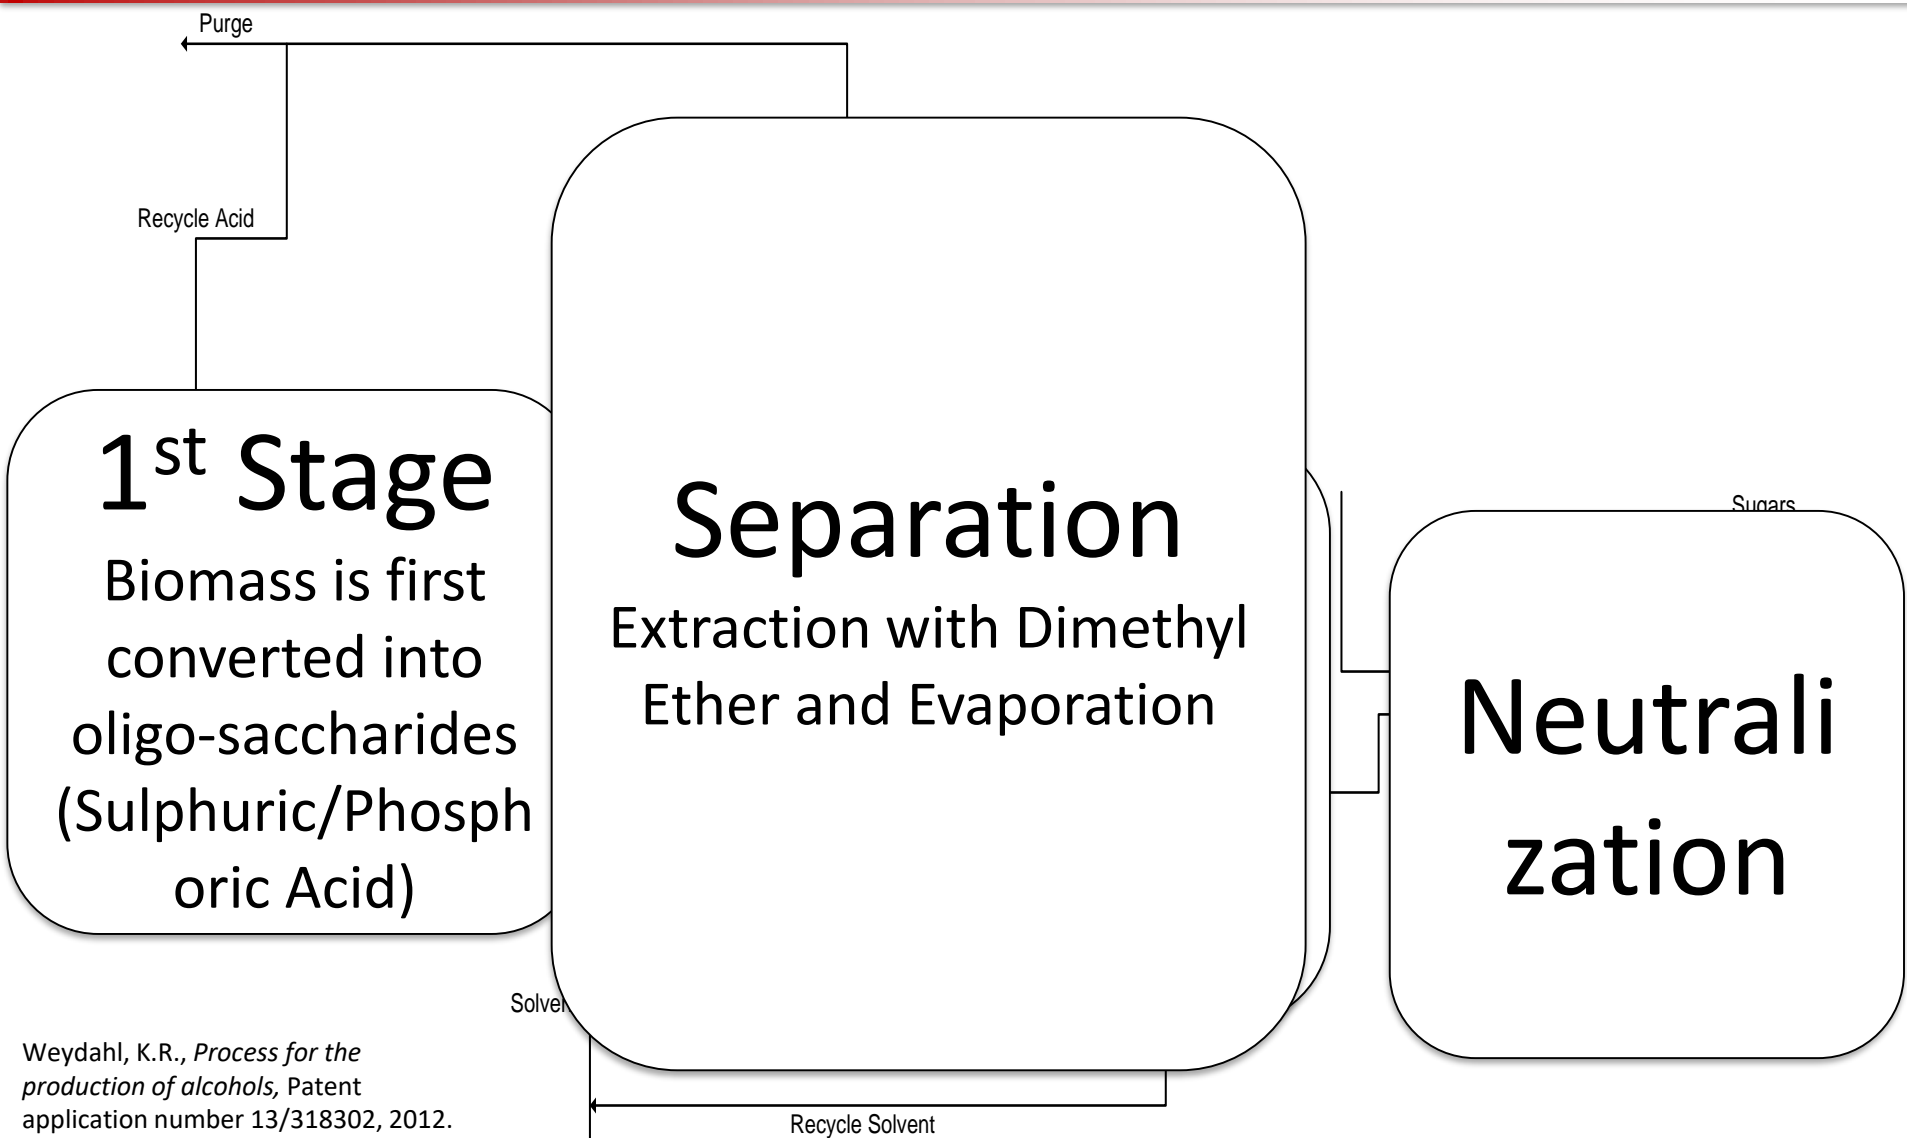 Purge
Recycle Acid
1st Stage
Biomass is first
converted into
oligo-saccharides
(Sulphuric/Phosph
oric Acid)
Separation
Extraction with Dimethyl
Ether and Evaporation
Sugars
Neutrali
zation
Weydahl, K.R., Process for the
production of alcohols, Patent
application number 13/318302, 2012.
Recycle Solvent